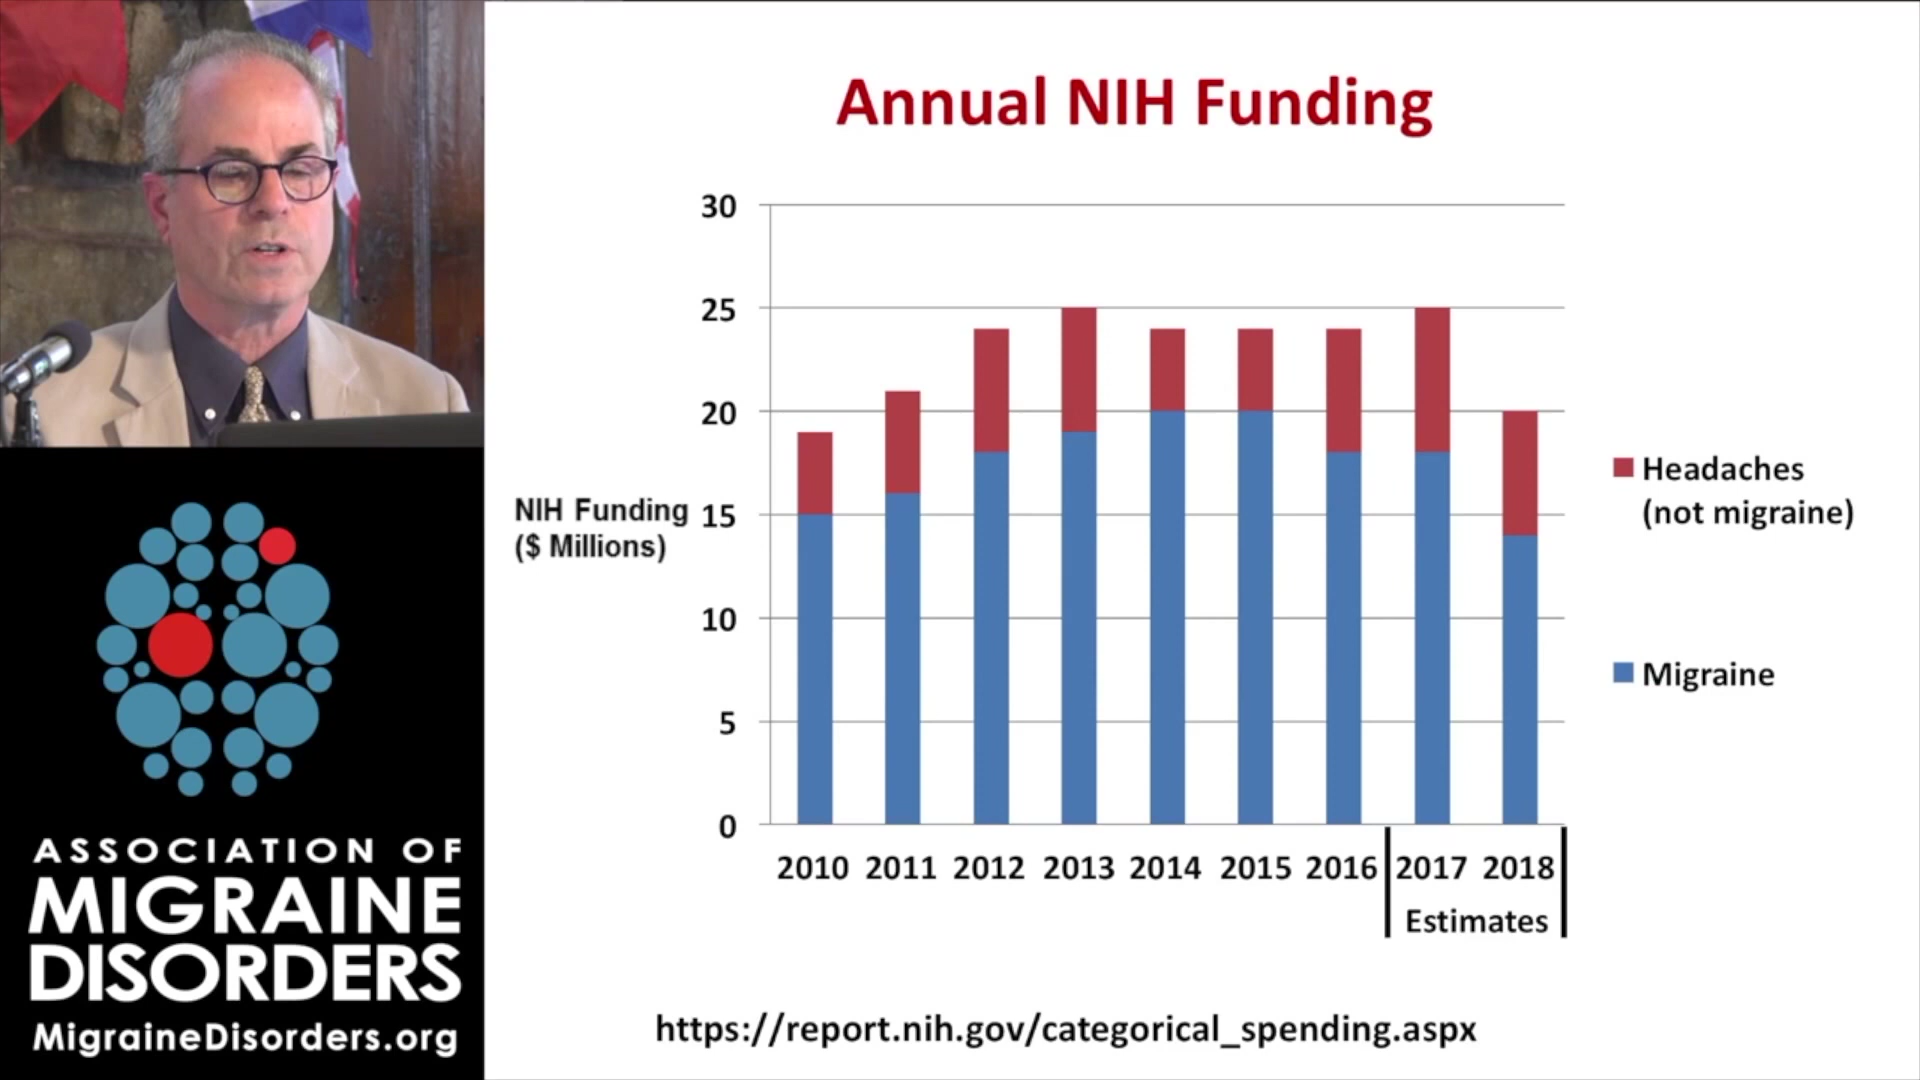 Annual NIH Funding
30
25
20
15
10
5
0
NIH Funding
($ Millions)
2010 2011 2012 2013 2014 2015 2016 2017 2018
Estimates
Headaches
(not migraine)
Migraine
https://report.nih.gov/categorical_spending.aspx
ASSOCIATION OF
MIGRAINE
DISORDERS
MigraineDisorders.org